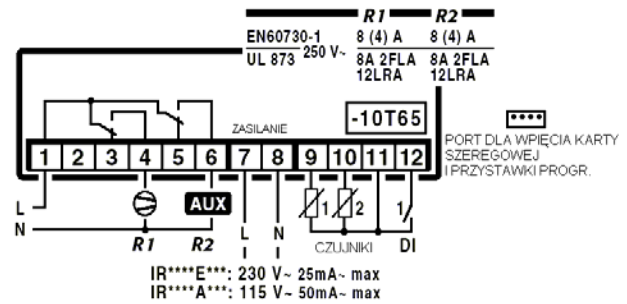 R1 R2
EN60730-1 250 V~ 8 (4) A 8 (4) A
UL 873 8A 2FLA 8A 2FLA
12LRA 12LRA
ZASILANIE
-10T65
PORT DLA WPIĘCIA KARTY
SZEREGOWEJ
I PRZYSTAWKI PROGR.
1 2 3 4 5 6 7 8 9 10 11 12
L
N
AUX
1 2 1
R1 R2 L N CZUJNIKI DI
IR****E***: 230 V~ 25mA~ max
IR****A***: 115 V~ 50mA~ max